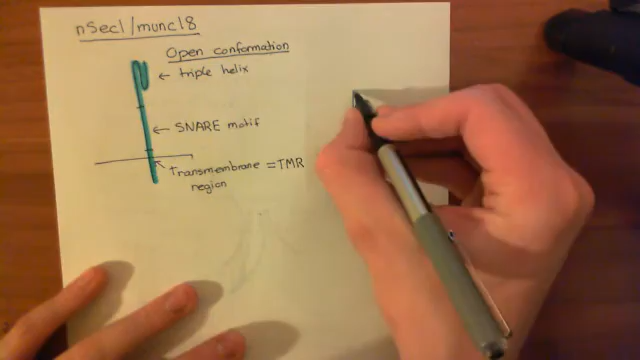 nSec1/munc18
Open conformation
← triple helix
← SNARE motif
Transmembrane = TMR
region